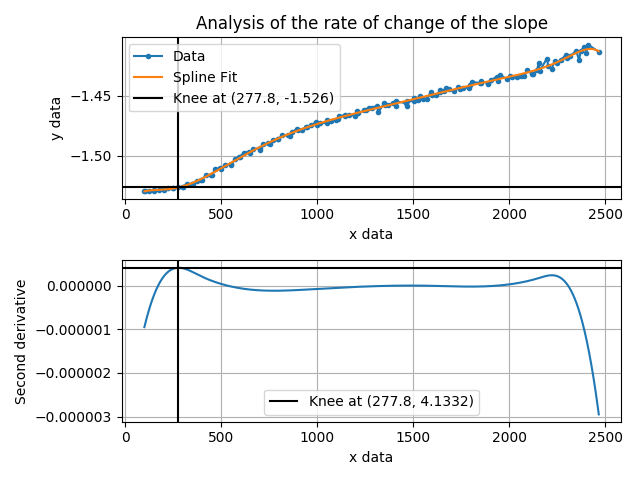 Analysis of the rate of change of the slope
Data
Spline Fit
Knee at (277.8, -1.526)
−1.45
−1.50
y data
0 500 1000 1500 2000 2500
x data
0.000000
−0.000001
−0.000002
−0.000003
Second derivative
Knee at (277.8, 4.1332)
0 500 1000 1500 2000 2500
x data